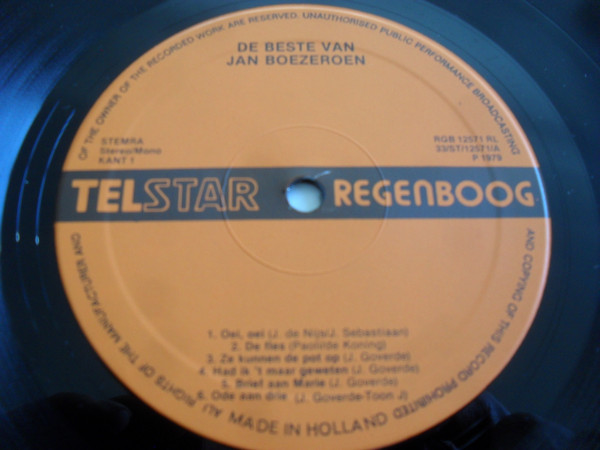 ALL RIGHTS OF THE MANUFACTURER AND OF THE OWNER OF THE RECORDED WORK ARE RESERVED. UNAUTHORISED PUBLIC PERFORMANCE BROADCASTING AND COPYING OF THIS RECORD PROHIBITED
DE BESTE VAN
JAN BOEZEROEN
STEMRA
Stereo/Mono
KANT 1
RGB 12571 RL
33/ST/12571/A
P 1979
TELSTAR REGENBOOG
1. Oei, oei (J. de Nijs/J. Sebastiaan)
2. De fles (Koning)
3. Ze kunnen de pot op (J. Goverde)
4. Had ik 't maar geweten (J. Goverde)
5. Brief aan Marie (J. Goverde)
6. Ode aan drie (J. Goverde-Toon J)
MADE IN HOLLAND